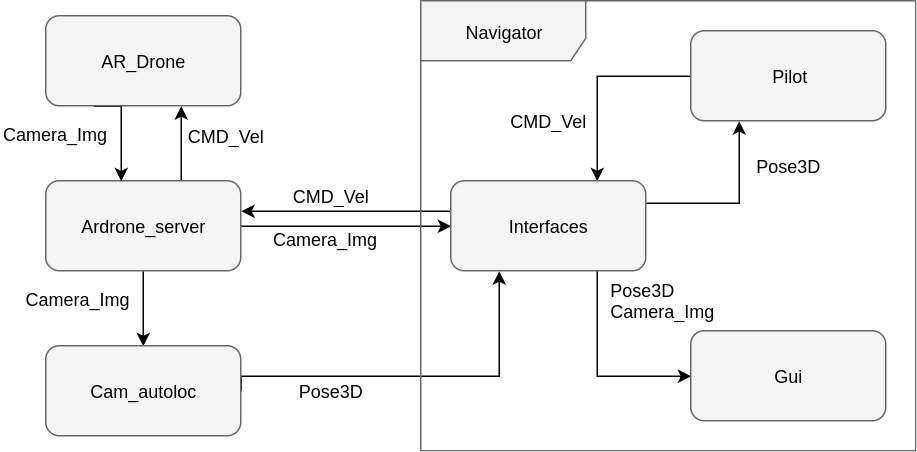 Navigator
AR_Drone
Pilot
Camera_Img
CMD_Vel
CMD_Vel
Pose3D
CMD_Vel
Ardrone_server
Interfaces
Camera_Img
Camera_Img
Pose3D
Camera_Img
Cam_autoloc
Pose3D
Gui